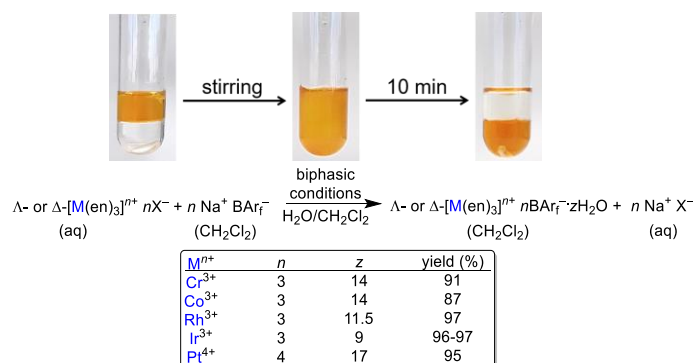 stirring
10 min
biphasic
conditions
Λ- or Δ-[M(en)₃]ⁿ⁺ nX⁻ + n Na⁺ BArf⁻ H₂O/CH₂Cl₂ Λ- or Δ-[M(en)₃]ⁿ⁺ nBArf⁻·zH₂O + n Na⁺ X⁻
(aq) (CH₂Cl₂) (CH₂Cl₂) (aq)
Mⁿ⁺ n z yield (%)
Cr³⁺ 3 14 91
Co³⁺ 3 14 87
Rh³⁺ 3 11.5 97
Ir³⁺ 3 9 96-97
Pt⁴⁺ 4 17 95